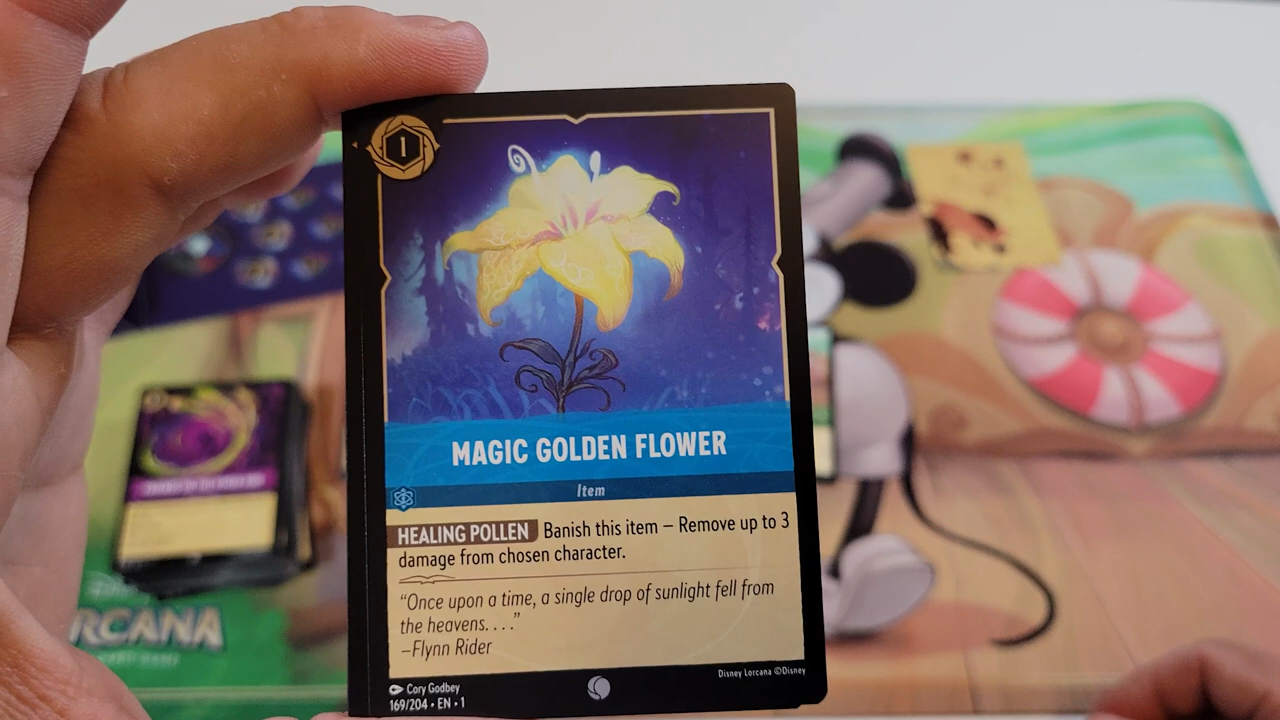 1
MAGIC GOLDEN FLOWER
Item
HEALING POLLEN Banish this item – Remove up to 3
damage from chosen character.
“Once upon a time, a single drop of sunlight fell from
the heavens. . . .”
–Flynn Rider
Disney Lorcana ©Disney
Cory Godbey
169/204 • EN • 1
RCANA